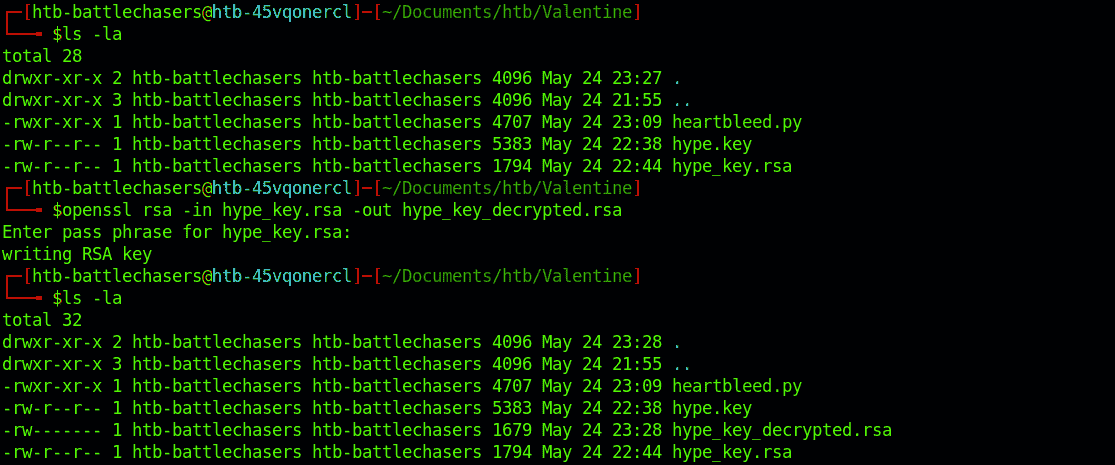 ┌─[htb-battlechasers@htb-45vqonercl]─[~/Documents/htb/Valentine]
└──╼ $ls -la
total 28
drwxr-xr-x 2 htb-battlechasers htb-battlechasers 4096 May 24 23:27 .
drwxr-xr-x 3 htb-battlechasers htb-battlechasers 4096 May 24 21:55 ..
-rwxr-xr-x 1 htb-battlechasers htb-battlechasers 4707 May 24 23:09 heartbleed.py
-rw-r--r-- 1 htb-battlechasers htb-battlechasers 5383 May 24 22:38 hype.key
-rw-r--r-- 1 htb-battlechasers htb-battlechasers 1794 May 24 22:44 hype_key.rsa
┌─[htb-battlechasers@htb-45vqonercl]─[~/Documents/htb/Valentine]
└──╼ $openssl rsa -in hype_key.rsa -out hype_key_decrypted.rsa
Enter pass phrase for hype_key.rsa:
writing RSA key
┌─[htb-battlechasers@htb-45vqonercl]─[~/Documents/htb/Valentine]
└──╼ $ls -la
total 32
drwxr-xr-x 2 htb-battlechasers htb-battlechasers 4096 May 24 23:28 .
drwxr-xr-x 3 htb-battlechasers htb-battlechasers 4096 May 24 21:55 ..
-rwxr-xr-x 1 htb-battlechasers htb-battlechasers 4707 May 24 23:09 heartbleed.py
-rw-r--r-- 1 htb-battlechasers htb-battlechasers 5383 May 24 22:38 hype.key
-rw------- 1 htb-battlechasers htb-battlechasers 1679 May 24 23:28 hype_key_decrypted.rsa
-rw-r--r-- 1 htb-battlechasers htb-battlechasers 1794 May 24 22:44 hype_key.rsa